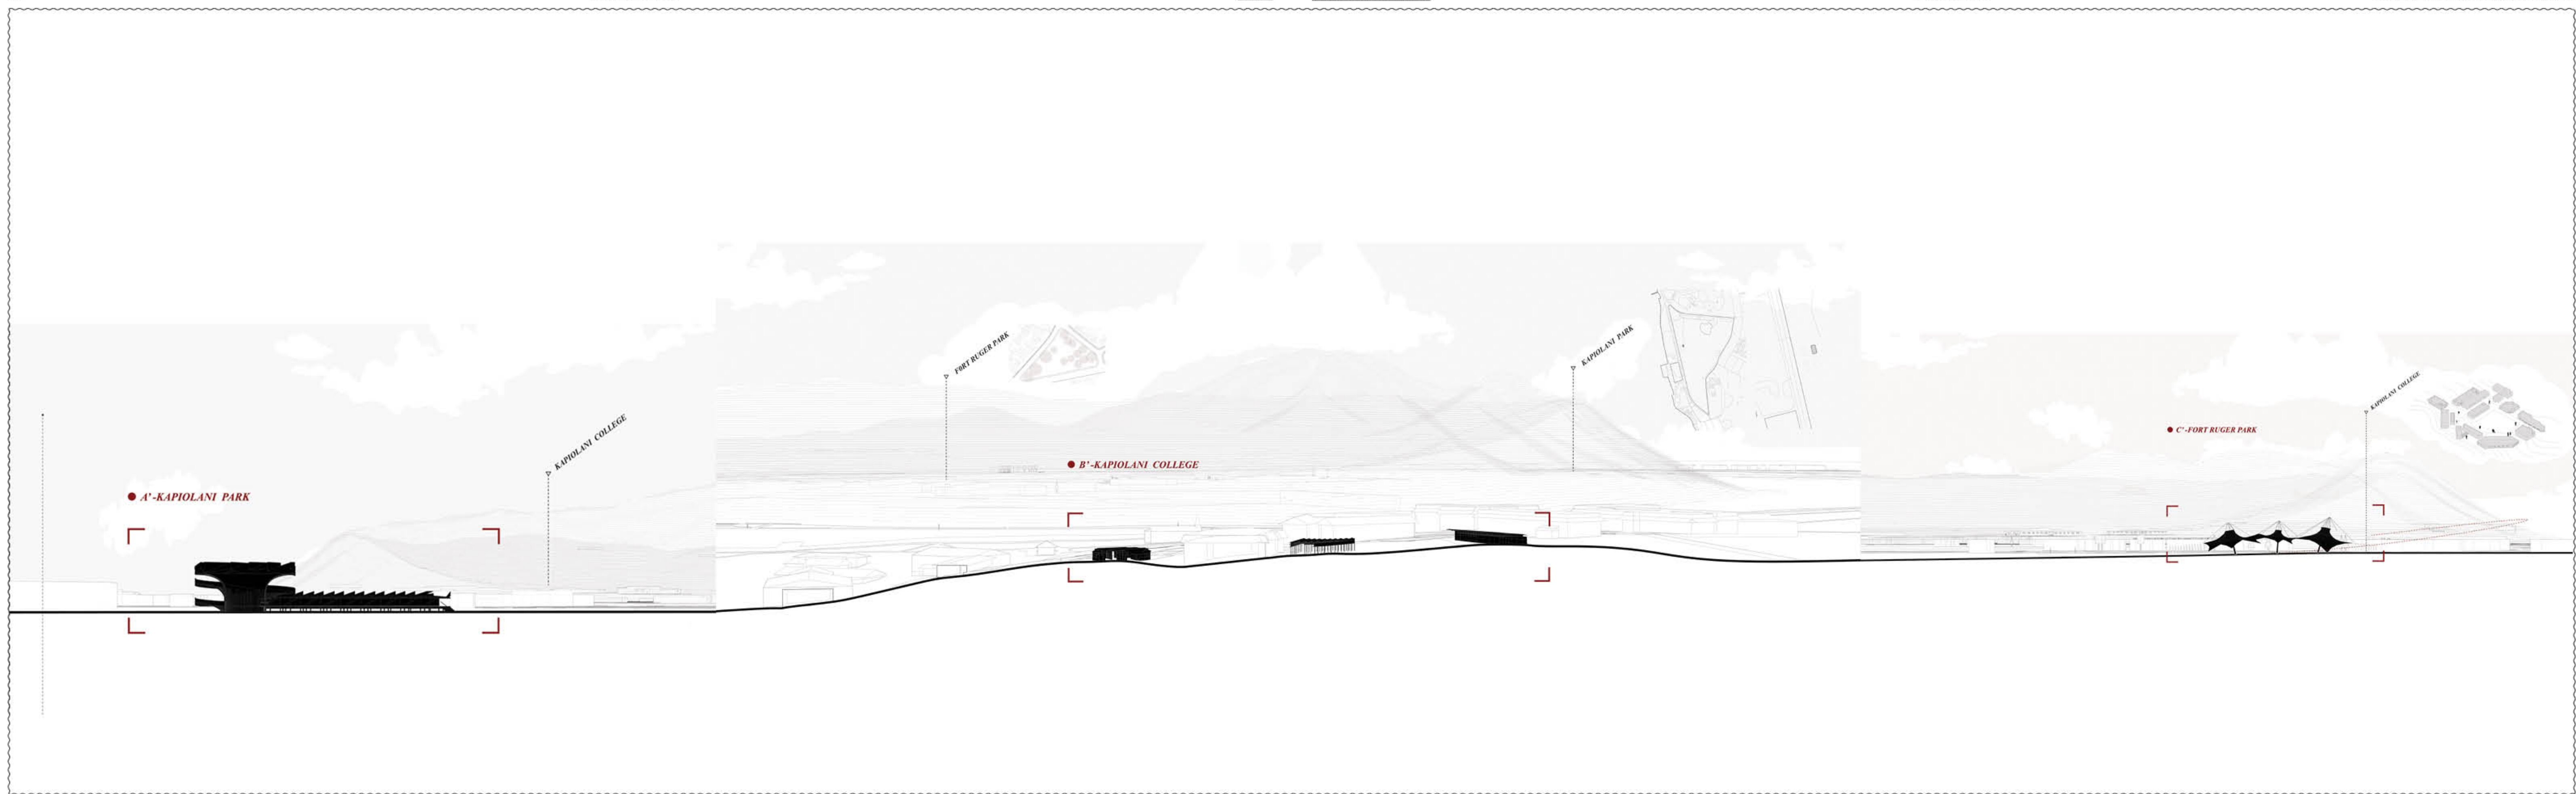 A'-KAPIOLANI PARK
KAPIOLANI COLLEGE
FORT RUGER PARK
B'-KAPIOLANI COLLEGE
KAPIOLANI PARK
C'-FORT RUGER PARK
KAPIOLANI COLLEGE